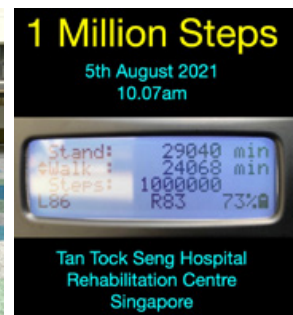 1 Million Steps
5th August 2021
10.07am
Stand: 29040 min
Walk : 24068 min
Steps: 1000000
L86 R83 73%
Tan Tock Seng Hospital
Rehabilitation Centre
Singapore